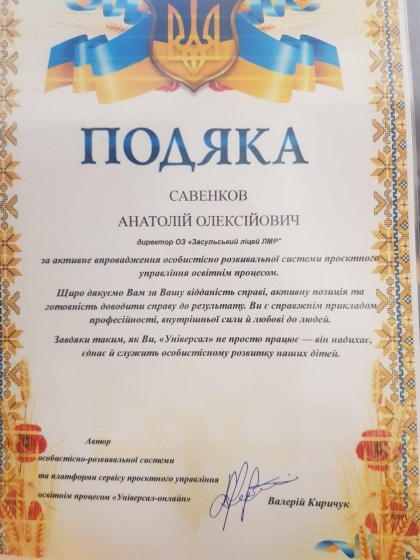 ПОДЯКА
САВЕНКОВ
АНАТОЛІЙ ОЛЕКСІЙОВИЧ
директор ОЗ «Засульський ліцей ЛМР"
за активне впровадження особистісно розвивальної системи проєктного
управління освітнім процесом.
Щиро дякуємо Вам за Вашу відданість справі, активну позицію та
готовність доводити справу до результату. Ви є справжнім прикладом
професійності, внутрішньої сили й любові до людей.
Завдяки таким, як Ви, «Універсал» не просто працює — він надихає,
єднає й служить особистісному розвитку наших дітей.
Автор
особистісно-розвивальної системи
та платформи сервісу проєктного управління
освітнім процесом «Універсал-онлайн»
Валерій Киричук